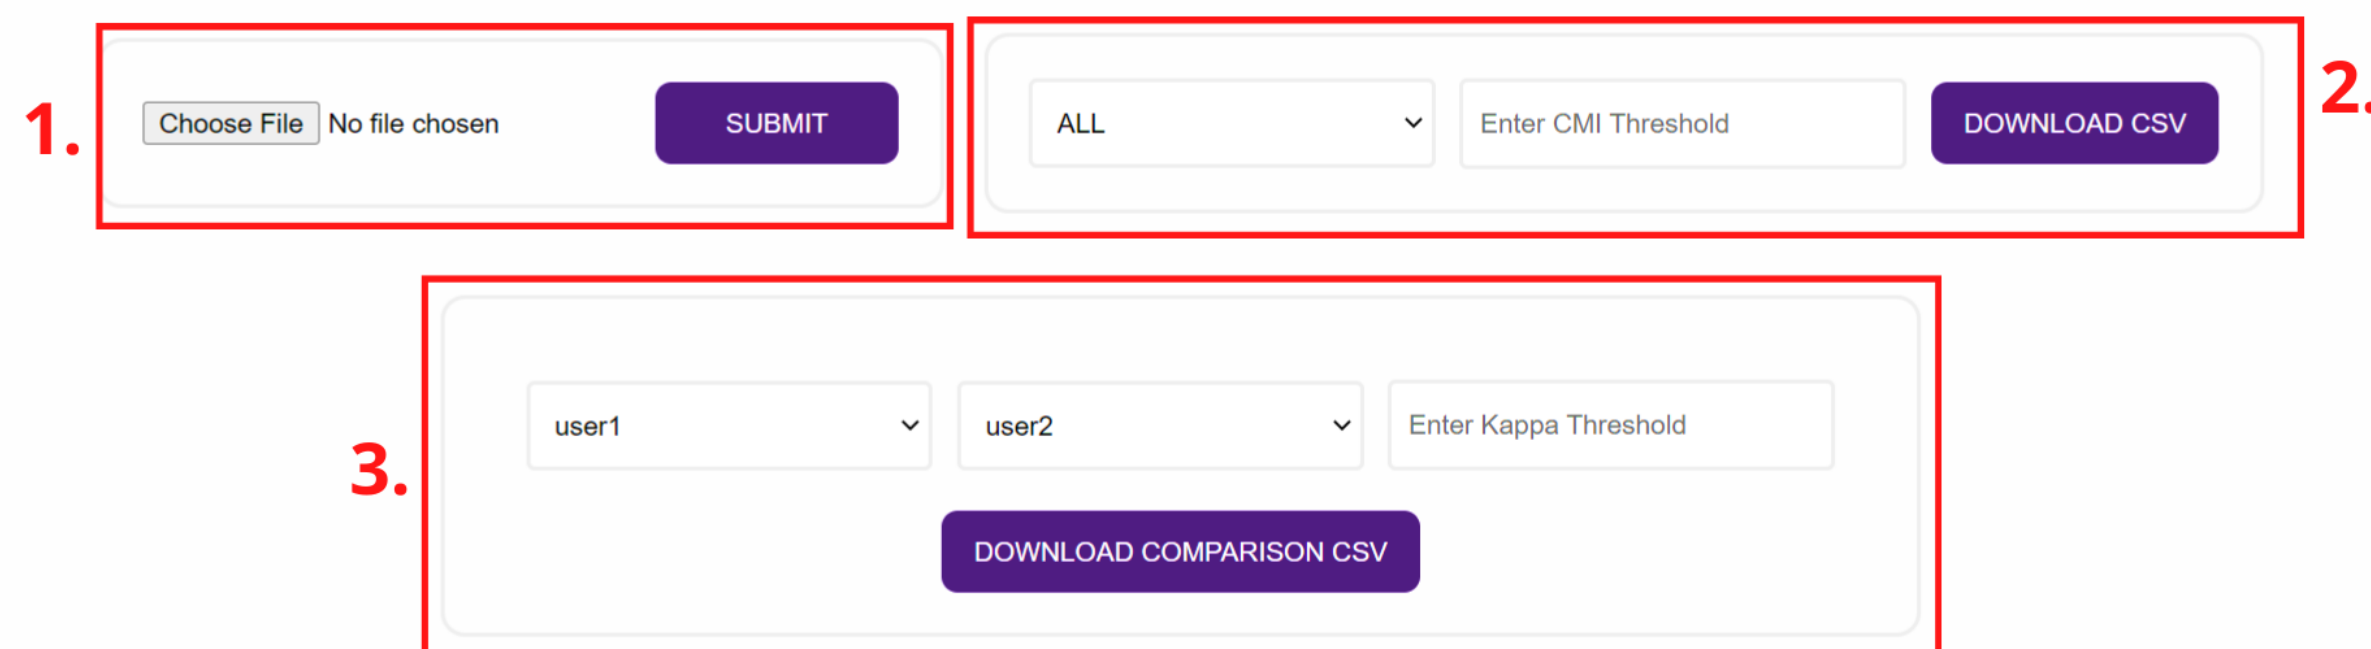 1.
Choose File No file chosen
SUBMIT
ALL
Enter CMI Threshold
DOWNLOAD CSV
2.
3.
user1
user2
Enter Kappa Threshold
DOWNLOAD COMPARISON CSV